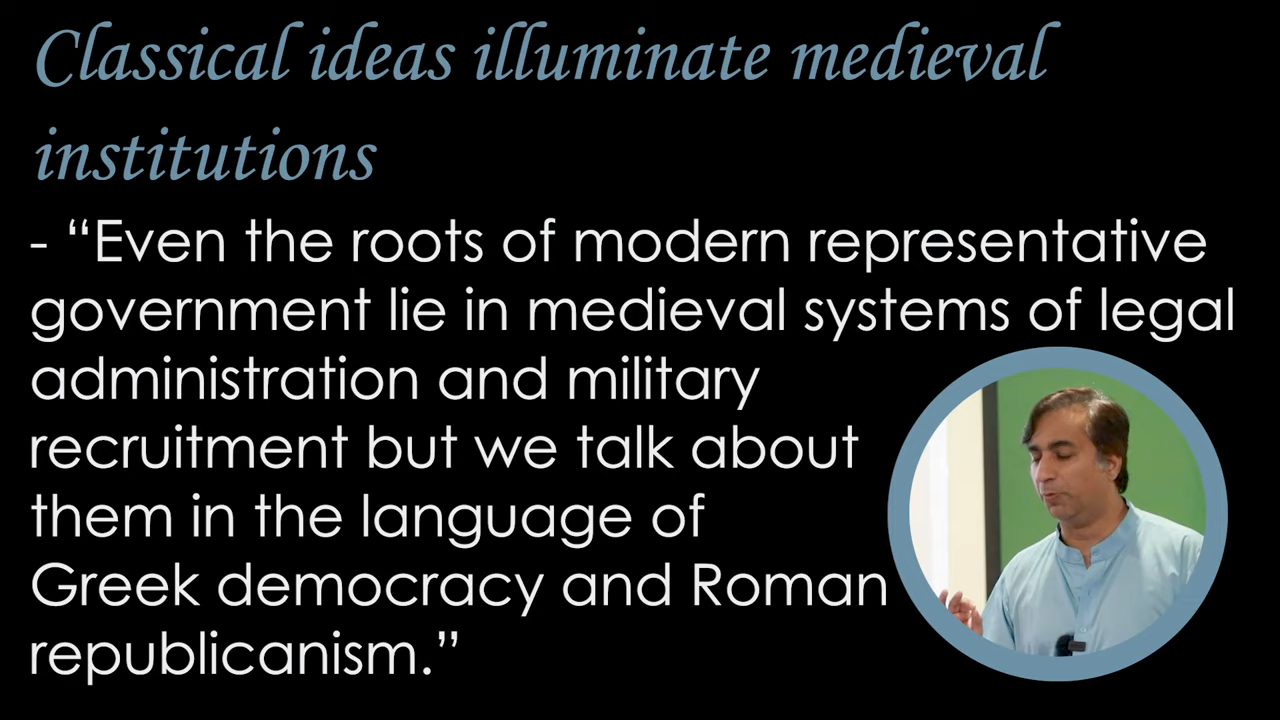 Classical ideas illuminate medieval
institutions
- “Even the roots of modern representative
government lie in medieval systems of legal
administration and military
recruitment but we talk about
them in the language of
Greek democracy and Roman
republicanism.”